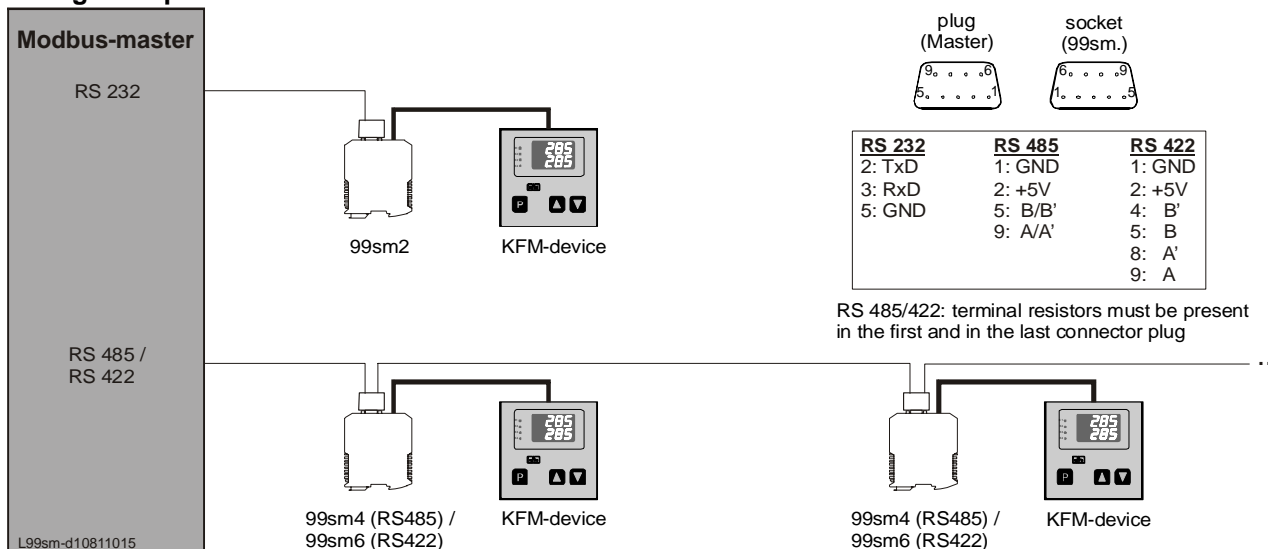 Modbus-master
RS 232
99sm2
KFM-device
plug
(Master)
socket
(99sm.)
9 6
5 1
6 9
1 5
RS 232 RS 485 RS 422
2: TxD 1: GND 1: GND
3: RxD 2: +5V 2: +5V
5: GND 5: B/B' 4: B'
9: A/A' 5: B
8: A'
9: A
RS 485/422: terminal resistors must be present
in the first and in the last connector plug
285
285
P
RS 485 /
RS 422
285
285
P
285
285
P
99sm4 (RS485) /
99sm6 (RS422)
KFM-device
99sm4 (RS485) /
99sm6 (RS422)
KFM-device
L99sm-d10811015